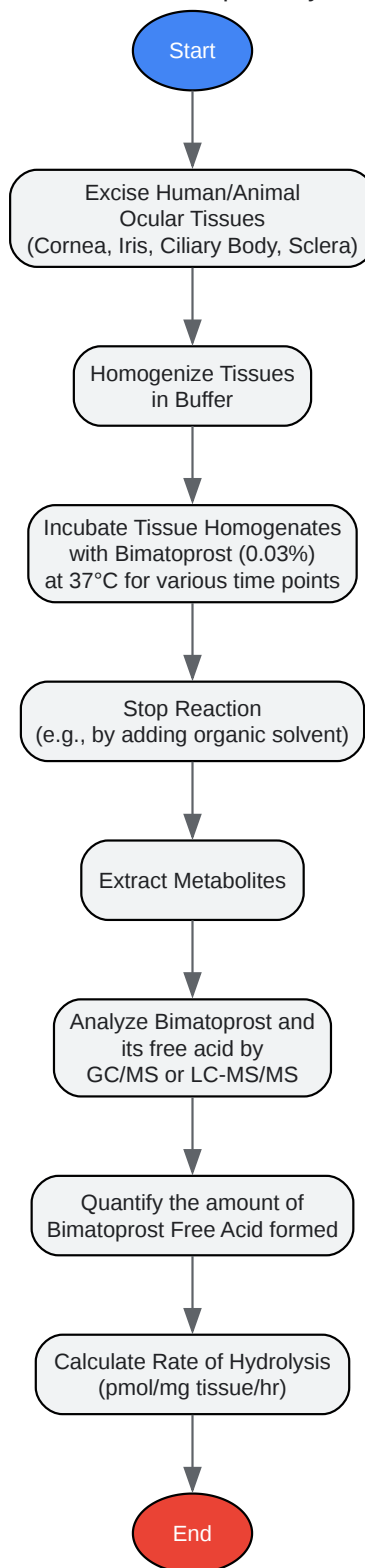 Start
Excise Human/Animal
Ocular Tissues
(Cornea, Iris, Ciliary Body, Sclera)
Homogenize Tissues
in Buffer
Incubate Tissue Homogenates
with Bimatoprost (0.03%)
at 37°C for various time points
Stop Reaction
(e.g., by adding organic solvent)
Extract Metabolites
Analyze Bimatoprost and
its free acid by
GC/MS or LC-MS/MS
Quantify the amount of
Bimatoprost Free Acid formed
Calculate Rate of Hydrolysis
(pmol/mg tissue/hr)
End